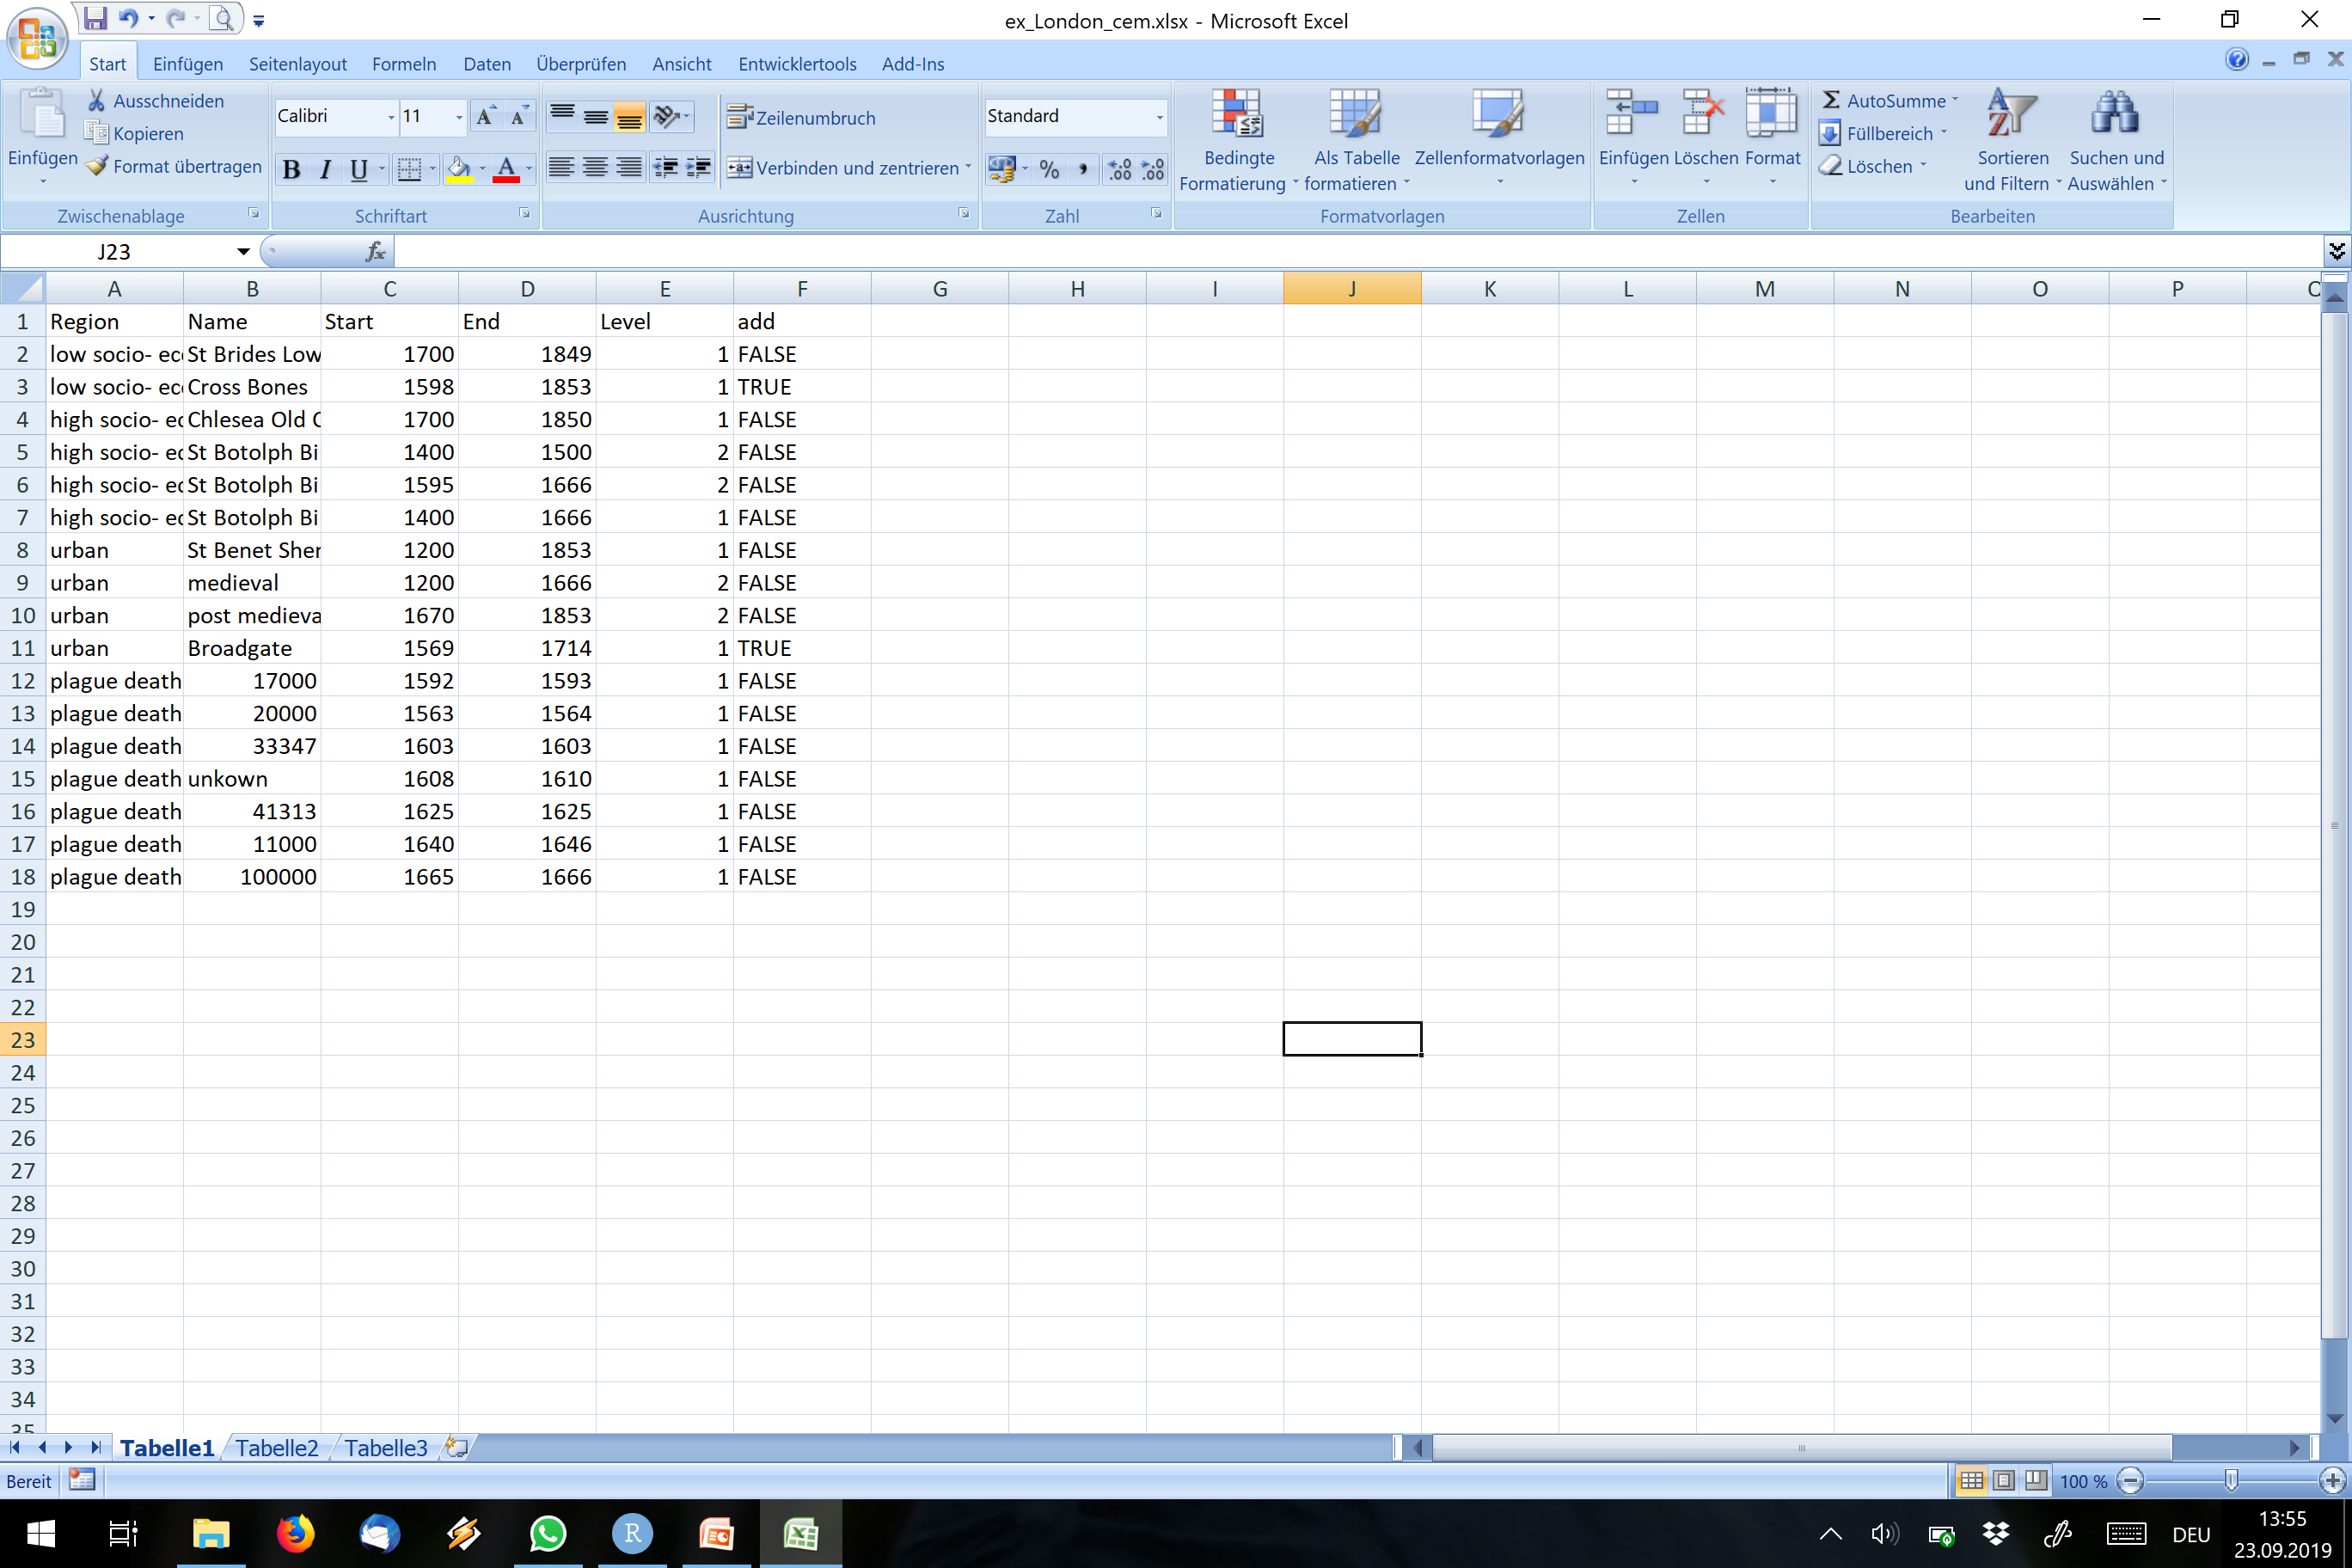 ex_London_cem.xlsx - Microsoft Excel
Start Einfügen Seitenlayout Formeln Daten Überprüfen Ansicht Entwicklertools Add-Ins
Einfügen
Ausschneiden
Kopieren
Format übertragen
Zwischenablage
Calibri 11
Schriftart
Zeilenumbruch
Verbinden und zentrieren
Ausrichtung
Standard
Zahl
Bedingte Formatierung
Als Tabelle formatieren
Zellenformatvorlagen
Formatvorlagen
Einfügen Löschen Format
Zellen
AutoSumme
Füllbereich
Löschen
Sortieren und Filtern
Suchen und Auswählen
Bearbeiten
J23
A B C D E F G H I J K L M N O P
1 Region Name Start End Level add
2 low socio- ec St Brides Low 1700 1849 1 FALSE
3 low socio- ec Cross Bones 1598 1853 1 TRUE
4 high socio- ec Chlesea Old C 1700 1850 1 FALSE
5 high socio- ec St Botolph Bi 1400 1500 2 FALSE
6 high socio- ec St Botolph Bi 1595 1666 2 FALSE
7 high socio- ec St Botolph Bi 1400 1666 1 FALSE
8 urban St Benet Sher 1200 1853 1 FALSE
9 urban medieval 1200 1666 2 FALSE
10 urban post medieva 1670 1853 2 FALSE
11 urban Broadgate 1569 1714 1 TRUE
12 plague death 17000 1592 1593 1 FALSE
13 plague death 20000 1563 1564 1 FALSE
14 plague death 33347 1603 1603 1 FALSE
15 plague death unkown 1608 1610 1 FALSE
16 plague death 41313 1625 1625 1 FALSE
17 plague death 11000 1640 1646 1 FALSE
18 plague death 100000 1665 1666 1 FALSE
19
20
21
22
23
24
25
26
27
28
29
30
31
32
33
34
35
Tabelle1 Tabelle2 Tabelle3
Bereit 100 %
DEU 13:55
23.09.2019